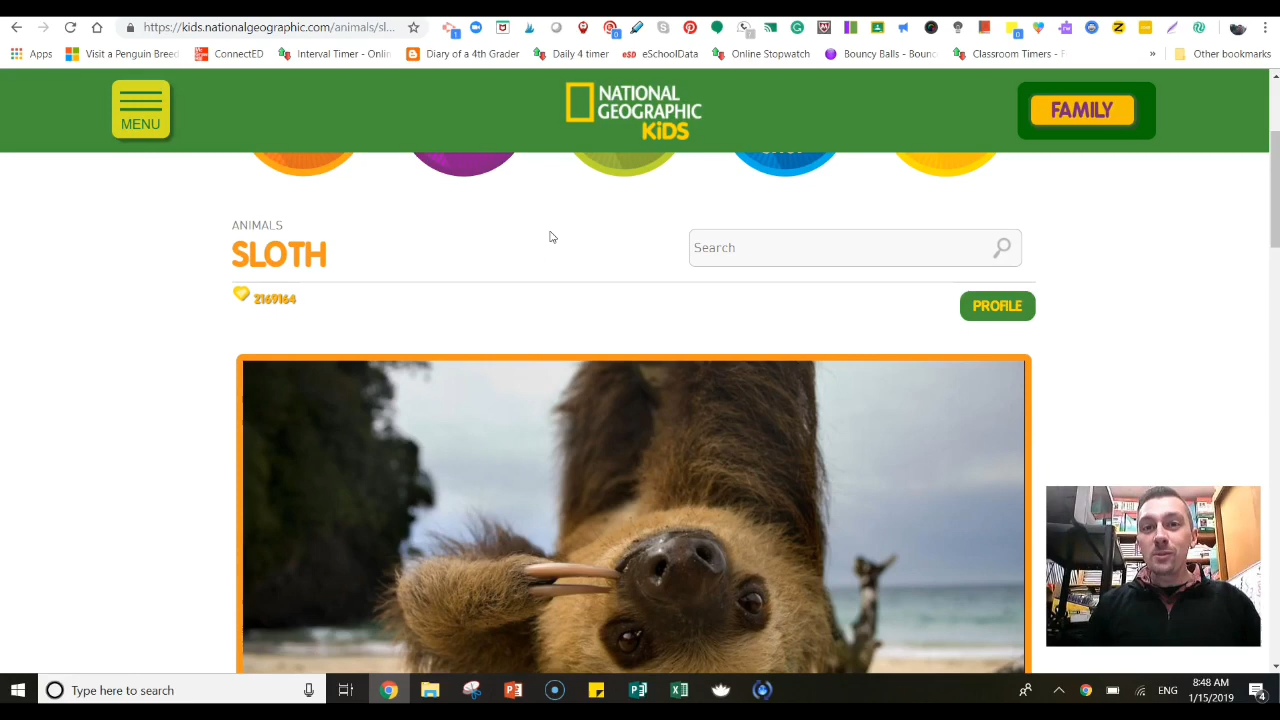 https://kids.nationalgeographic.com/animals/sl...
Apps
Visit a Penguin Breed
ConnectED
Interval Timer - Onlin
Diary of a 4th Grader
Daily 4 timer
esD eSchoolData
Online Stopwatch
Bouncy Balls - Bounc
Classroom Timers - F
» Other bookmarks
MENU
NATIONAL
GEOGRAPHIC
KiDS
FAMILY
ANIMALS
SLOTH
Search
2169164
PROFILE
Type here to search
ENG
8:48 AM
1/15/2019
4